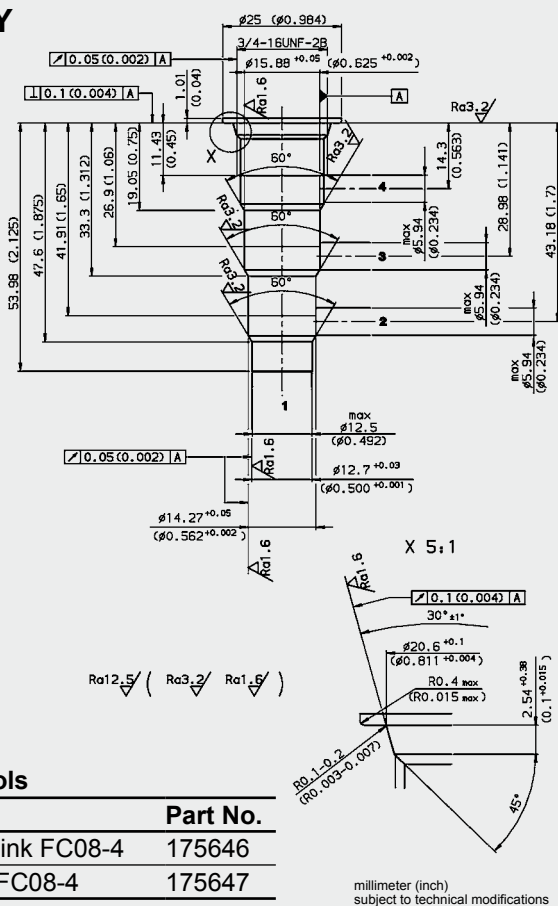 Y
ø25 (ø0.984)
3/4-16UNF-2B
0.05(0.002) A
ø15.88 +0.05 (ø0.625 +0.002)
⊥ 0.1(0.004) A
1.01
(0.04)
Ra1.6
A
Ra3.2
X
Ra3.2
11.43
(0.45)
19.05 (0.75)
26.9 (1.06)
33.3 (1.312)
41.91(1.65)
47.6 (1.875)
53.98 (2.125)
14.3
(0.563)
28.98 (1.141)
43.18 (1.7)
60°
4
Ra3.2
60°
max
ø5.94
(ø0.234)
3
Ra3.2
60°
max
ø5.94
(ø0.234)
2
max
ø5.94
(ø0.234)
1
max
ø12.5
(ø0.492)
0.05(0.002) A
Ra1.6
ø12.7 +0.03
(ø0.500 +0.001)
ø14.27+0.05
(ø0.562+0.002)
Ra1.6
X 5:1
Ra1.6
0.1(0.004) A
30°±1°
ø20.6 +0.1
(ø0.811 +0.004)
R0.4 max
(R0.015 max)
2.54 +0.38
(0.1 +0.015)
Ra12.5 ( Ra3.2 Ra1.6 )
R0.1-0.2
(R0.003-0.007)
45°
ols
Part No.
ink FC08-4 175646
FC08-4 175647
millimeter (inch)
subject to technical modifications